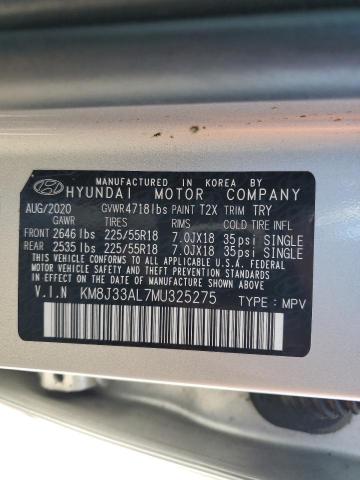 MANUFACTURED IN KOREA BY
HYUNDAI MOTOR COMPANY
AUG/2020 GVWR4718lbs PAINT T2X TRIM TRY
GAWR TIRES RIMS COLD TIRE INFL
FRONT 2646 lbs 225/55R18 7.0JX18 35psi SINGLE
REAR 2535 lbs 225/55R18 7.0JX18 35psi SINGLE
THIS VEHICLE CONFORMS TO ALL APPLICABLE U.S.A. FEDERAL
MOTOR VEHICLE SAFETY AND THEFT PREVENTION STANDARDS
IN EFFECT ON THE DATE OF MANUFACTURE SHOWN ABOVE.
V.I.N KM8J33AL7MU325275 TYPE : MPV